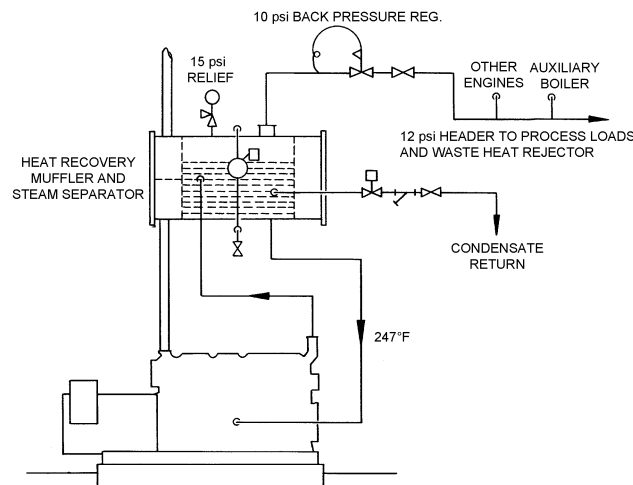 10 psi BACK PRESSURE REG.
15 psi
RELIEF
OTHER
ENGINES
AUXILIARY
BOILER
12 psi HEADER TO PROCESS LOADS
AND WASTE HEAT REJECTOR
HEAT RECOVERY
MUFFLER AND
STEAM SEPARATOR
CONDENSATE
RETURN
247°F